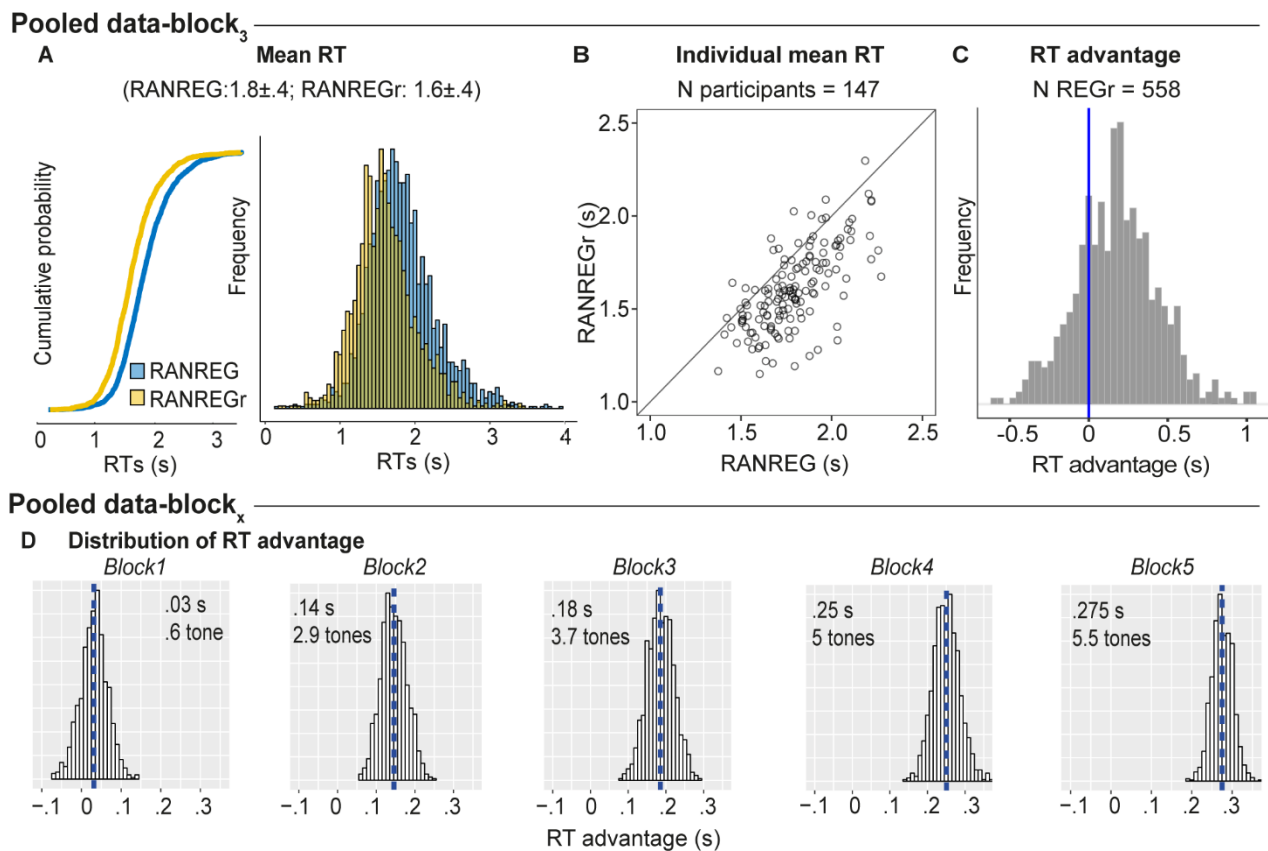 Pooled data-block3
A Mean RT
(RANREG:1.8±.4; RANREGr: 1.6±.4)
Cumulative probability
RANREG
RANREGr
0 1 2 3
RTs (s)
Frequency
0 1 2 3 4
RTs (s)
B Individual mean RT
N participants = 147
RANREGr (s)
2.5
2.0
1.5
1.0
1.0 1.5 2.0 2.5
RANREG (s)
C RT advantage
N REGr = 558
Frequency
-0.5 0 0.5 1
RT advantage (s)
Pooled data-blockx
D Distribution of RT advantage
Block1
.03 s
.6 tone
−.1 0 .1 .2 .3
Block2
.14 s
2.9 tones
−.1 0 .1 .2 .3
Block3
.18 s
3.7 tones
−.1 0 .1 .2 .3
Block4
.25 s
5 tones
−.1 0 .1 .2 .3
Block5
.275 s
5.5 tones
−.1 0 .1 .2 .3
RT advantage (s)